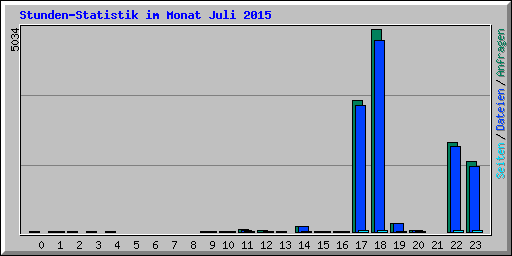 Stunden-Statistik im Monat Juli 2015
5034
Seiten/Dateien/Anfragen
0 1 2 3 4 5 6 7 8 9 10 11 12 13 14 15 16 17 18 19 20 21 22 23